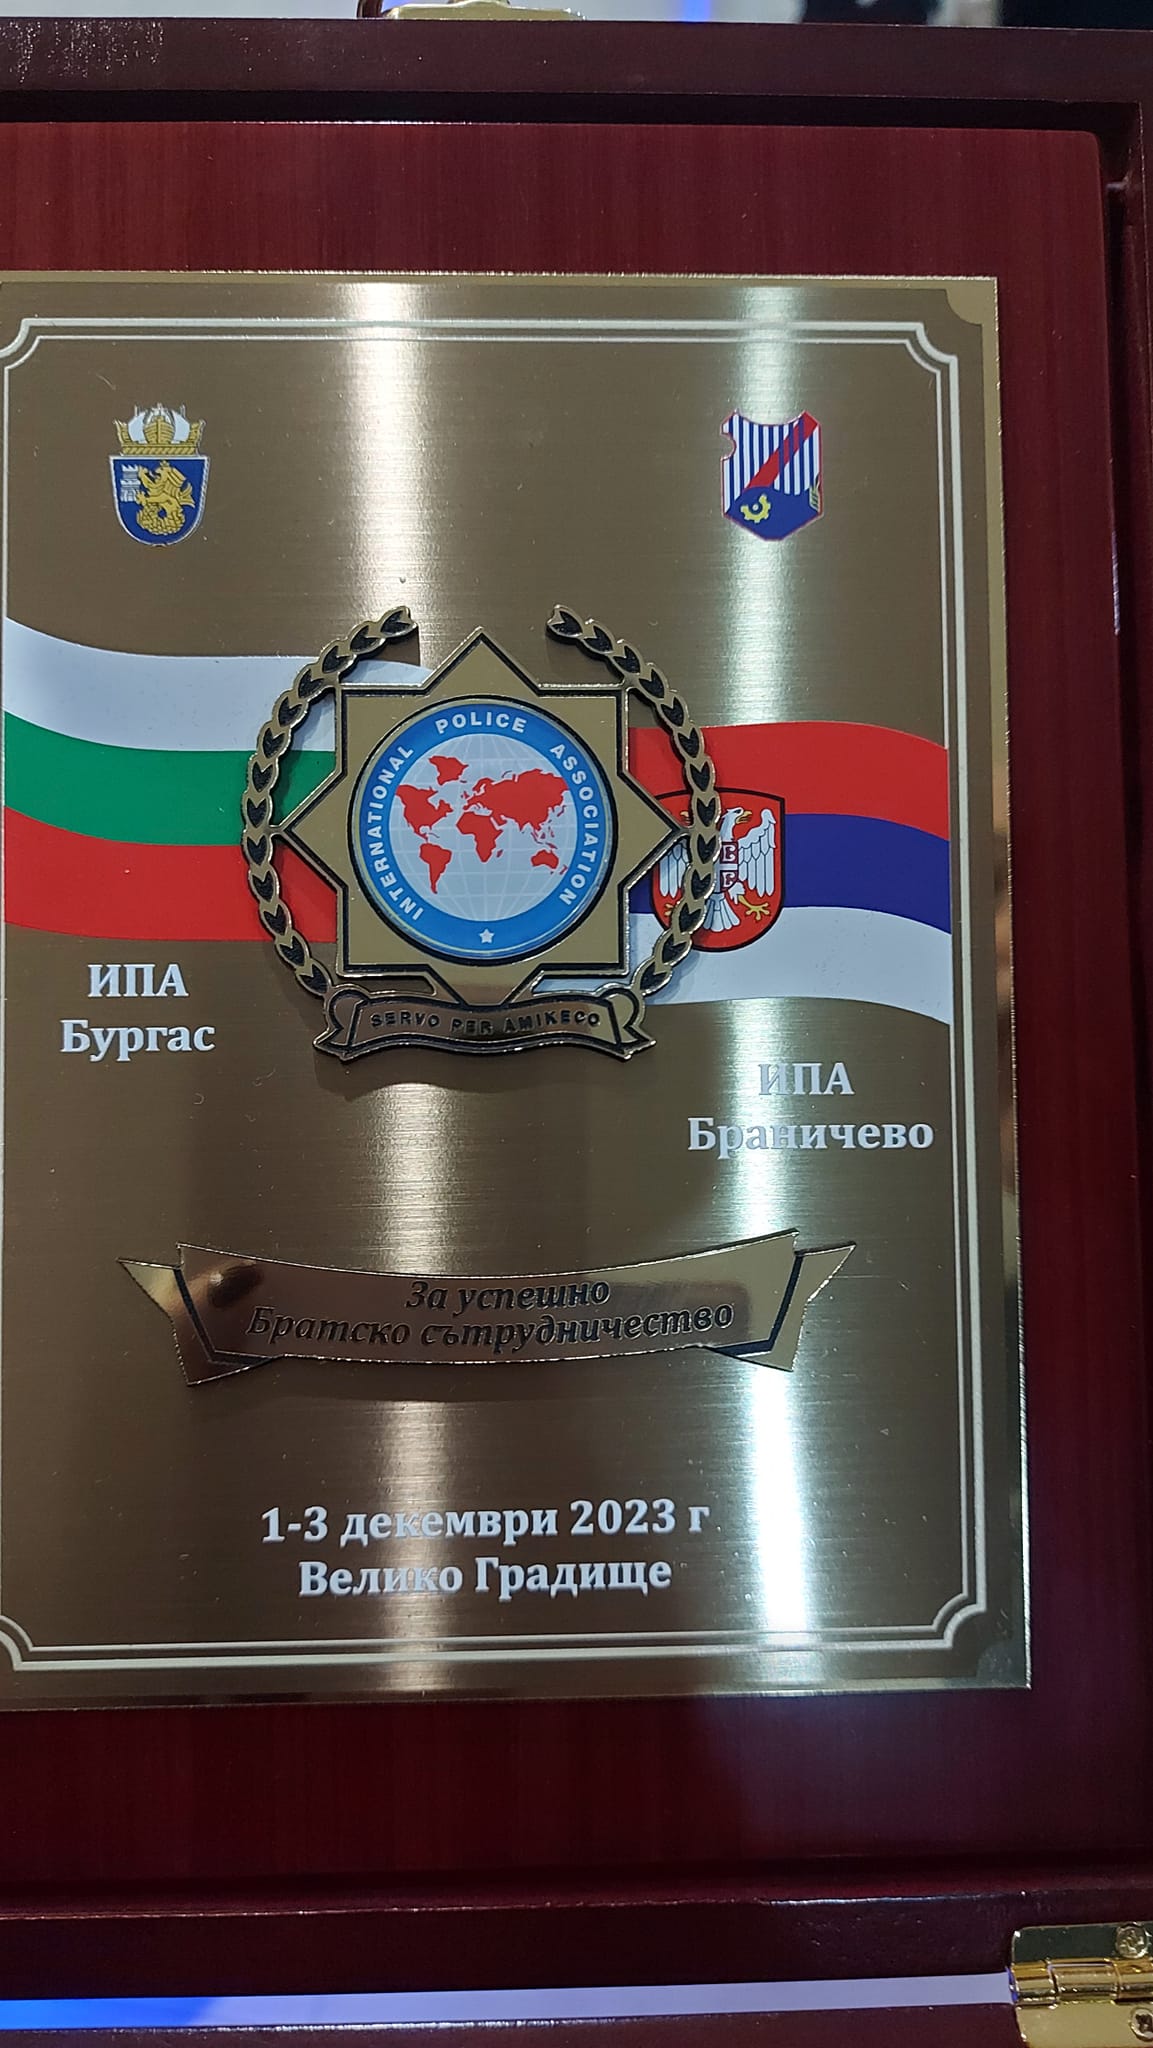 INTERNATIONAL POLICE ASSOCIATION
SERVO PER AMIKECO
ИПА
Бургас
ИПА
Браничево
За успешно
Братско сътрудничество
1-3 декември 2023 г
Велико Градище